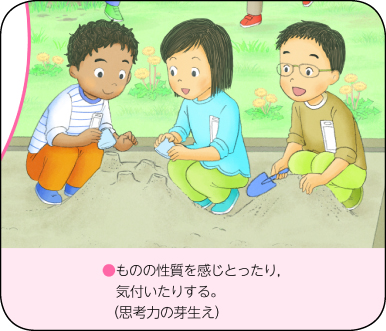 ●ものの性質を感じとったり,
気付いたりする。
（思考力の芽生え）